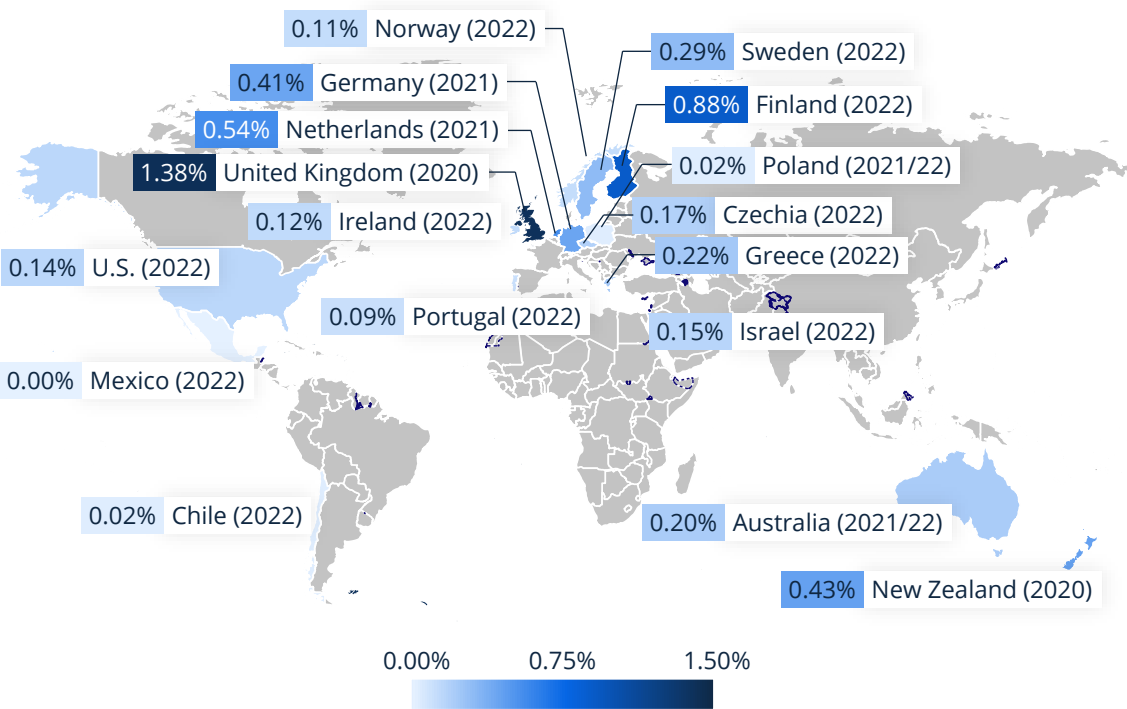 0.11% Norway (2022)
0.29% Sweden (2022)
0.41% Germany (2021)
0.88% Finland (2022)
0.54% Netherlands (2021)
0.02% Poland (2021/22)
1.38% United Kingdom (2020)
0.17% Czechia (2022)
0.12% Ireland (2022)
0.22% Greece (2022)
0.14% U.S. (2022)
0.09% Portugal (2022)
0.15% Israel (2022)
0.00% Mexico (2022)
0.02% Chile (2022)
0.20% Australia (2021/22)
0.43% New Zealand (2020)
0.00% 0.75% 1.50%